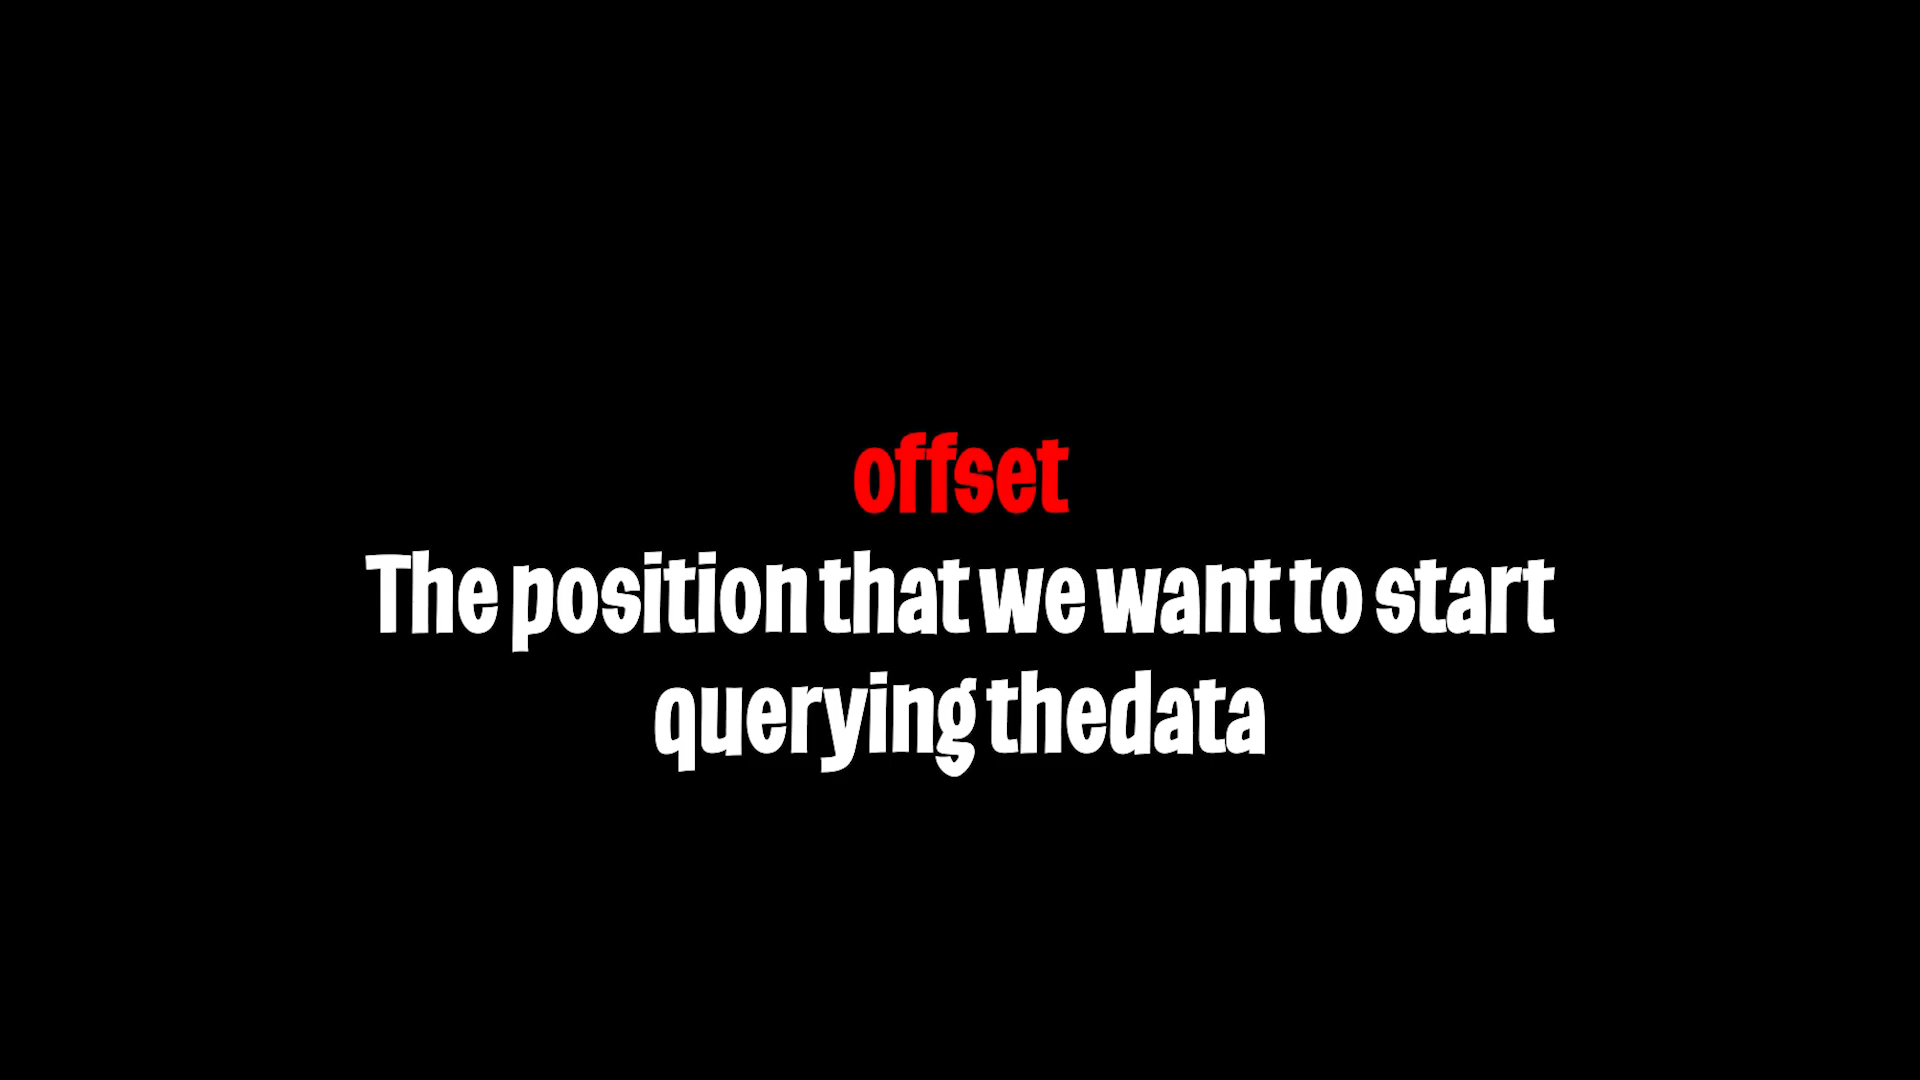 offset
The position that we want to start
querying thedata